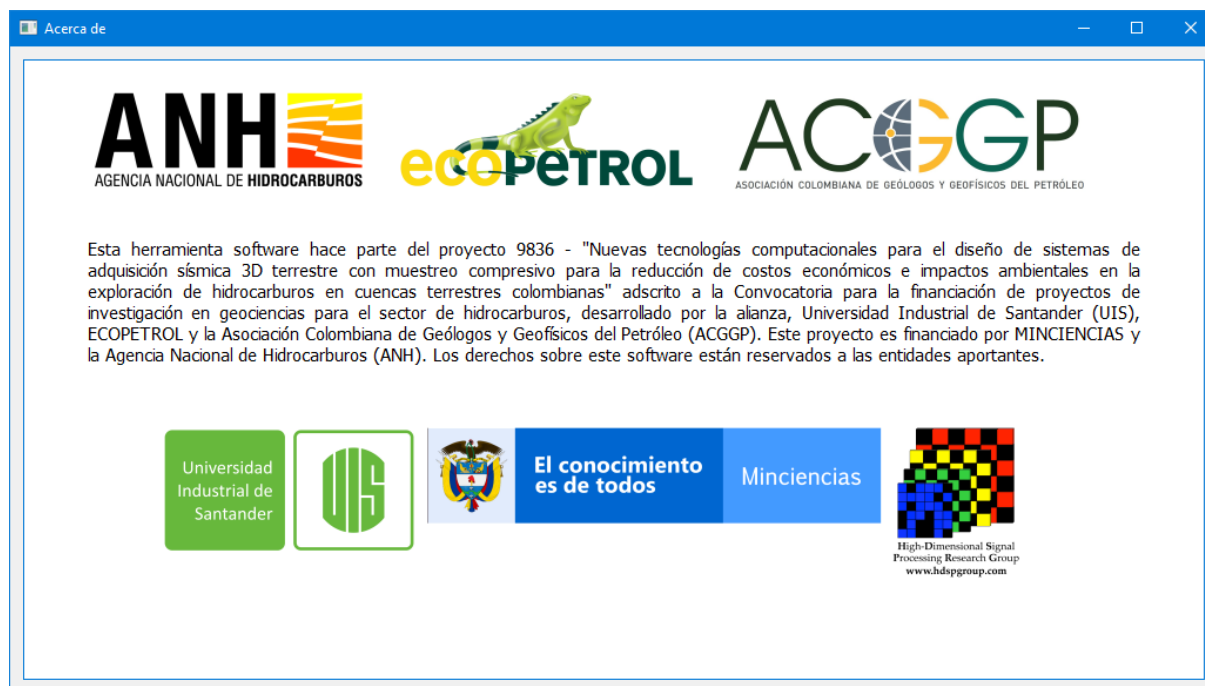 Acerca de
ANH
AGENCIA NACIONAL DE HIDROCARBUROS
ecoPeTROL
ACGGP
ASOCIACIÓN COLOMBIANA DE GEÓLOGOS Y GEOFÍSICOS DEL PETRÓLEO
Esta herramienta software hace parte del proyecto 9836 - "Nuevas tecnologías computacionales para el diseño de sistemas de
adquisición sísmica 3D terrestre con muestreo compresivo para la reducción de costos económicos e impactos ambientales en la
exploración de hidrocarburos en cuencas terrestres colombianas" adscrito a la Convocatoria para la financiación de proyectos de
investigación en geociencias para el sector de hidrocarburos, desarrollado por la alianza, Universidad Industrial de Santander (UIS),
ECOPETROL y la Asociación Colombiana de Geólogos y Geofísicos del Petróleo (ACGGP). Este proyecto es financiado por MINCIENCIAS y
la Agencia Nacional de Hidrocarburos (ANH). Los derechos sobre este software están reservados a las entidades aportantes.
Universidad
Industrial de
Santander
UIS
El conocimiento
es de todos
Minciencias
High-Dimensional Signal
Processing Research Group
www.hdspgroup.com